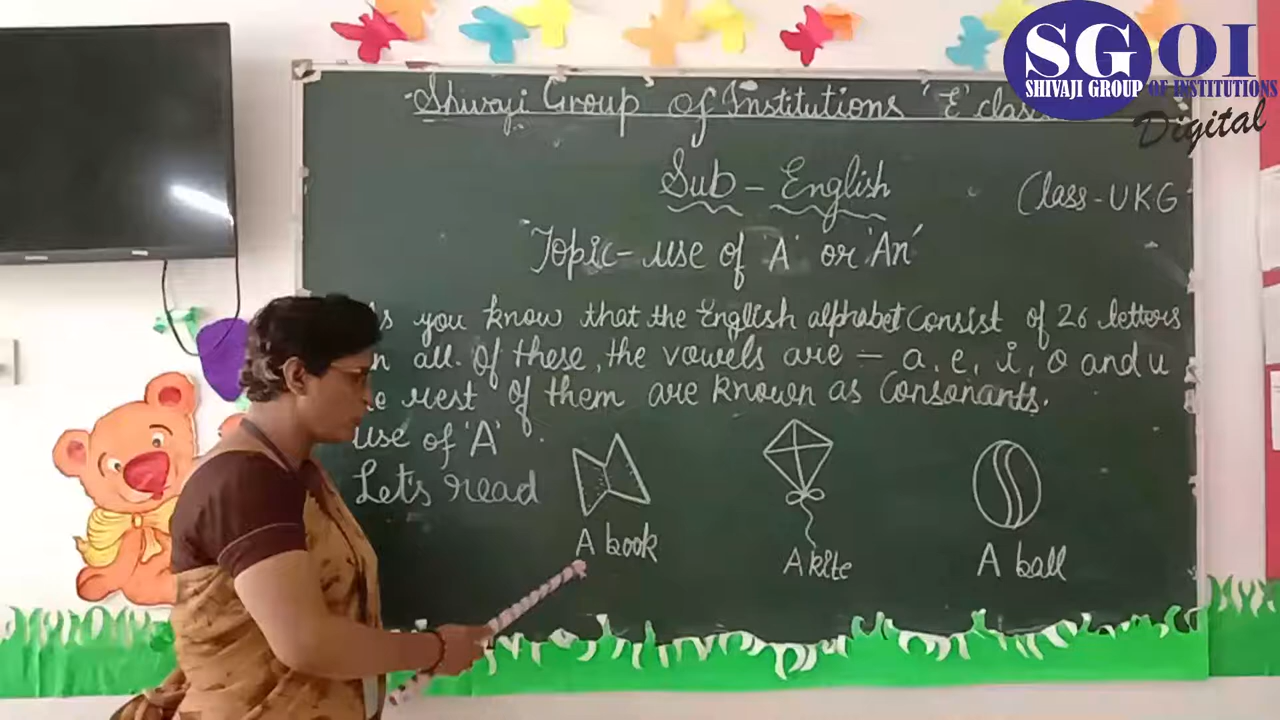 Shivaji Group of Institutions 'E' clas
Sub - English
Class - UKG
Topic - use of 'A' or 'An'
s you know that the English alphabet Consist of 26 letters
n all of these, the vowels are - a, e, i, o and u
e rest of them are known as Consonants.
use of 'A'
Let's read
A book
A kite
A ball
SGOI
SHIVAJI GROUP OF INSTITUTIONS
Digital